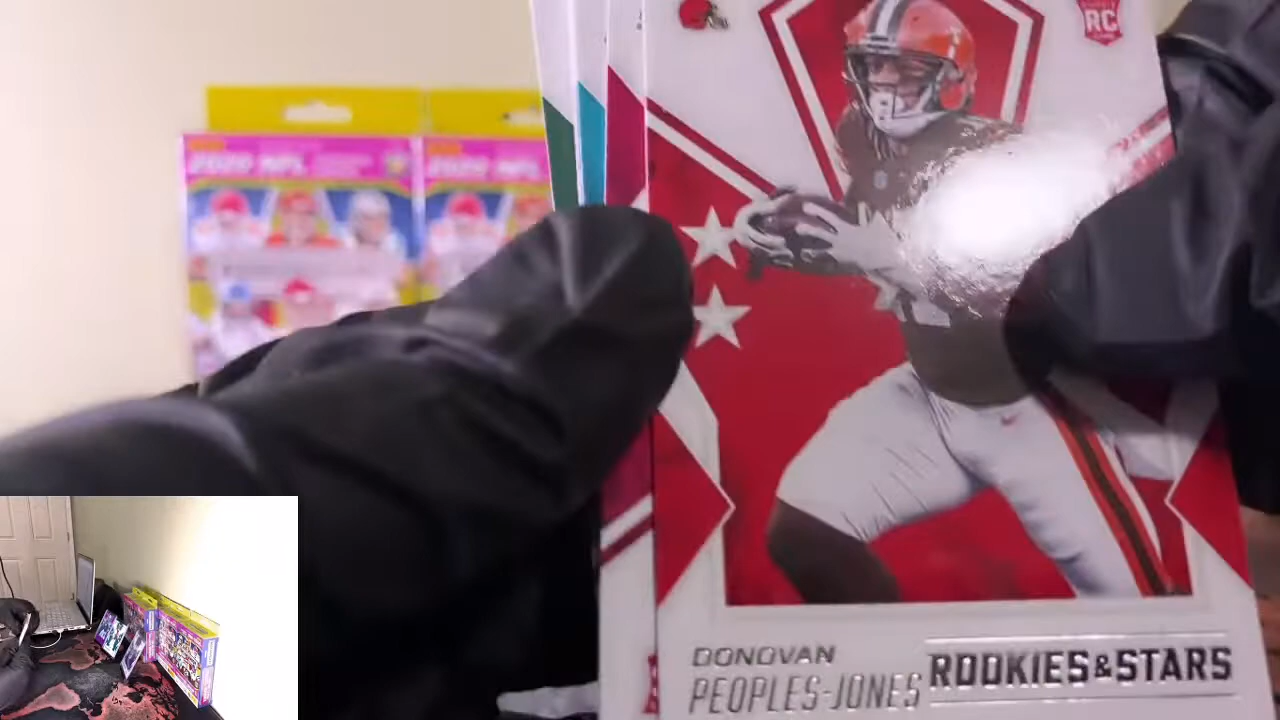 RC
2020 NFL
2020 NFL
DONOVAN
PEOPLES-JONES
ROOKIES & STARS